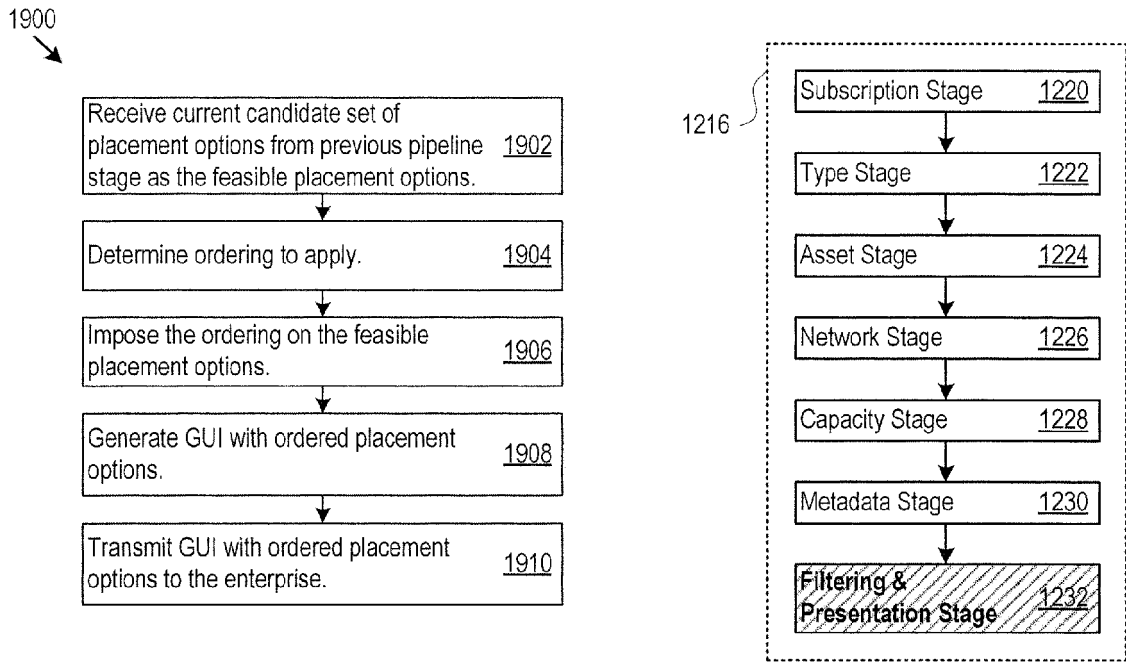 1900
Receive current candidate set of
placement options from previous pipeline 1902
stage as the feasible placement options.
Determine ordering to apply. 1904
Impose the ordering on the feasible
placement options. 1906
Generate GUI with ordered placement
options. 1908
Transmit GUI with ordered placement
options to the enterprise. 1910
1216
Subscription Stage 1220
Type Stage 1222
Asset Stage 1224
Network Stage 1226
Capacity Stage 1228
Metadata Stage 1230
Filtering &
Presentation Stage 1232